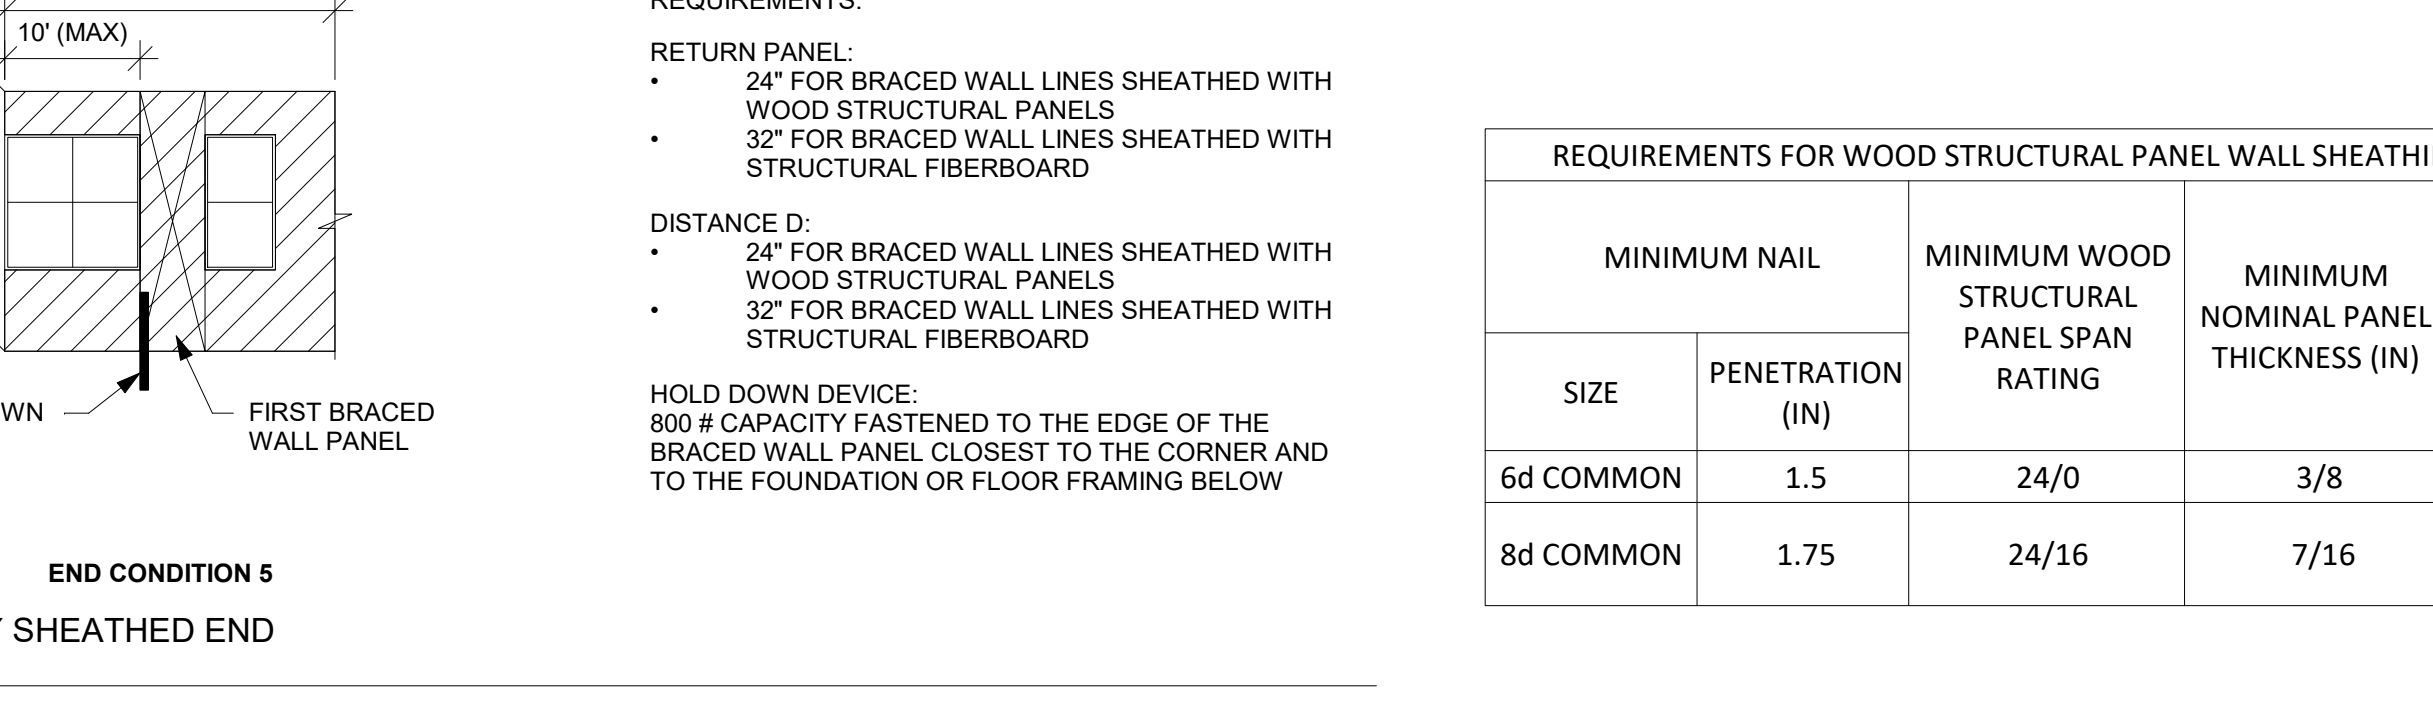 10' (MAX)
WN
FIRST BRACED
WALL PANEL
END CONDITION 5
SHEATHED END
REQUIREMENTS:
RETURN PANEL:
• 24" FOR BRACED WALL LINES SHEATHED WITH
WOOD STRUCTURAL PANELS
• 32" FOR BRACED WALL LINES SHEATHED WITH
STRUCTURAL FIBERBOARD
DISTANCE D:
• 24" FOR BRACED WALL LINES SHEATHED WITH
WOOD STRUCTURAL PANELS
• 32" FOR BRACED WALL LINES SHEATHED WITH
STRUCTURAL FIBERBOARD
HOLD DOWN DEVICE:
800 # CAPACITY FASTENED TO THE EDGE OF THE
BRACED WALL PANEL CLOSEST TO THE CORNER AND
TO THE FOUNDATION OR FLOOR FRAMING BELOW
REQUIREMENTS FOR WOOD STRUCTURAL PANEL WALL SHEATHI
MINIMUM NAIL
MINIMUM WOOD
STRUCTURAL
PANEL SPAN
RATING
MINIMUM
NOMINAL PANEL
THICKNESS (IN)
SIZE
PENETRATION
(IN)
6d COMMON 1.5 24/0 3/8
8d COMMON 1.75 24/16 7/16